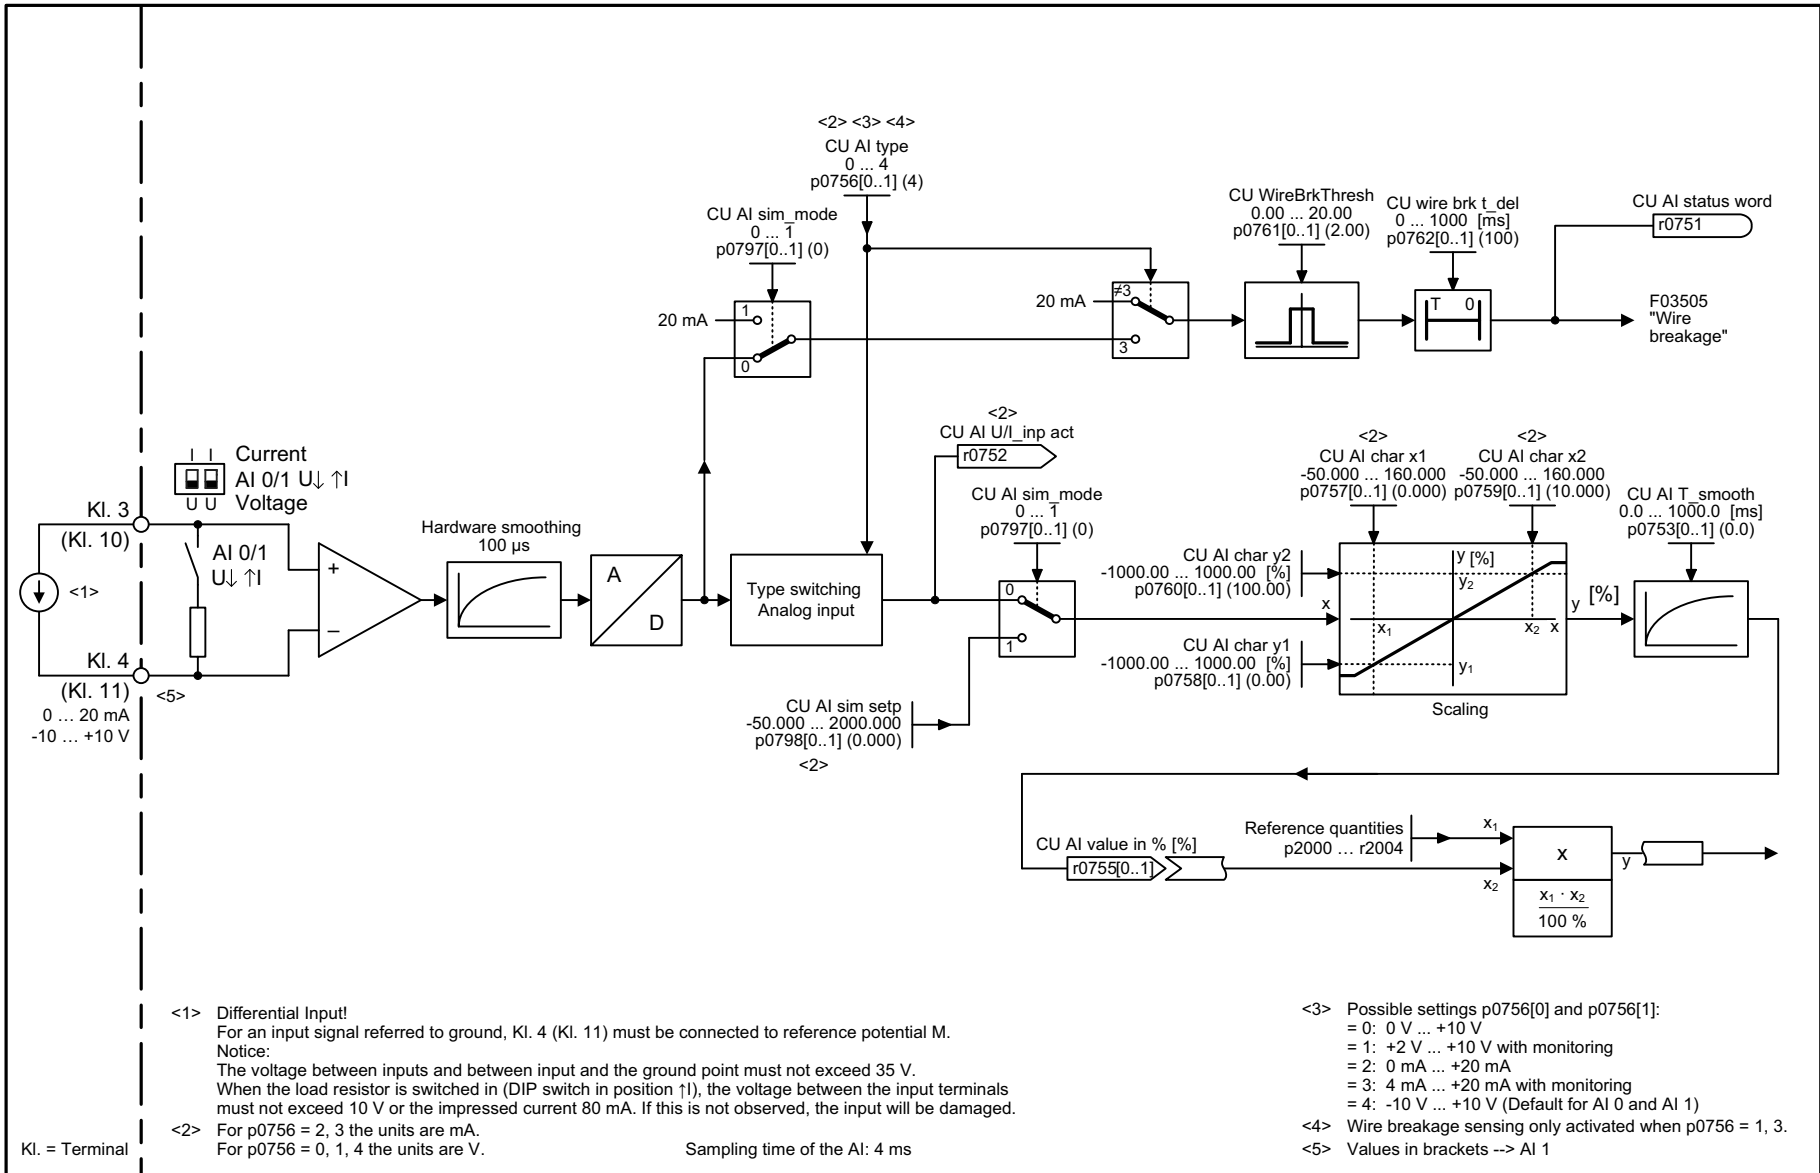 <2> <3> <4>
CU AI type
0 ... 4
p0756[0..1] (4)
CU AI sim_mode
0 ... 1
p0797[0..1] (0)
20 mA
1
0
20 mA
≠3
3
CU WireBrkThresh
0.00 ... 20.00
p0761[0..1] (2.00)
CU wire brk t_del
0 ... 1000 [ms]
p0762[0..1] (100)
T 0
CU AI status word
r0751
F03505
"Wire
breakage"
I I Current
AI 0/1 U↓ ↑I
U U Voltage
Kl. 3
(Kl. 10)
<1>
AI 0/1
U↓ ↑I
Kl. 4
(Kl. 11)
<5>
0 ... 20 mA
-10 ... +10 V
+
–
Hardware smoothing
100 µs
A
D
Type switching
Analog input
<2>
CU AI U/I_inp act
r0752
CU AI sim_mode
0 ... 1
p0797[0..1] (0)
0
1
CU AI sim setp
-50.000 ... 2000.000
p0798[0..1] (0.000)
<2>
<2>
CU AI char x1
-50.000 ... 160.000
p0757[0..1] (0.000)
<2>
CU AI char x2
-50.000 ... 160.000
p0759[0..1] (10.000)
CU AI char y2
-1000.00 ... 1000.00 [%]
p0760[0..1] (100.00)
x
CU AI char y1
-1000.00 ... 1000.00 [%]
p0758[0..1] (0.00)
y [%]
y₂
x₁
x₂ x
y₁
Scaling
y [%]
CU AI T_smooth
0.0 ... 1000.0 [ms]
p0753[0..1] (0.0)
CU AI value in % [%]
r0755[0..1]
Reference quantities
p2000 ... r2004
x₁
x₂
x
x₁ · x₂
100 %
y
<1> Differential Input!
For an input signal referred to ground, Kl. 4 (Kl. 11) must be connected to reference potential M.
Notice:
The voltage between inputs and between input and the ground point must not exceed 35 V.
When the load resistor is switched in (DIP switch in position ↑I), the voltage between the input terminals
must not exceed 10 V or the impressed current 80 mA. If this is not observed, the input will be damaged.
<2> For p0756 = 2, 3 the units are mA.
For p0756 = 0, 1, 4 the units are V.
Sampling time of the AI: 4 ms
Kl. = Terminal
<3> Possible settings p0756[0] and p0756[1]:
= 0: 0 V ... +10 V
= 1: +2 V ... +10 V with monitoring
= 2: 0 mA ... +20 mA
= 3: 4 mA ... +20 mA with monitoring
= 4: -10 V ... +10 V (Default for AI 0 and AI 1)
<4> Wire breakage sensing only activated when p0756 = 1, 3.
<5> Values in brackets --> AI 1